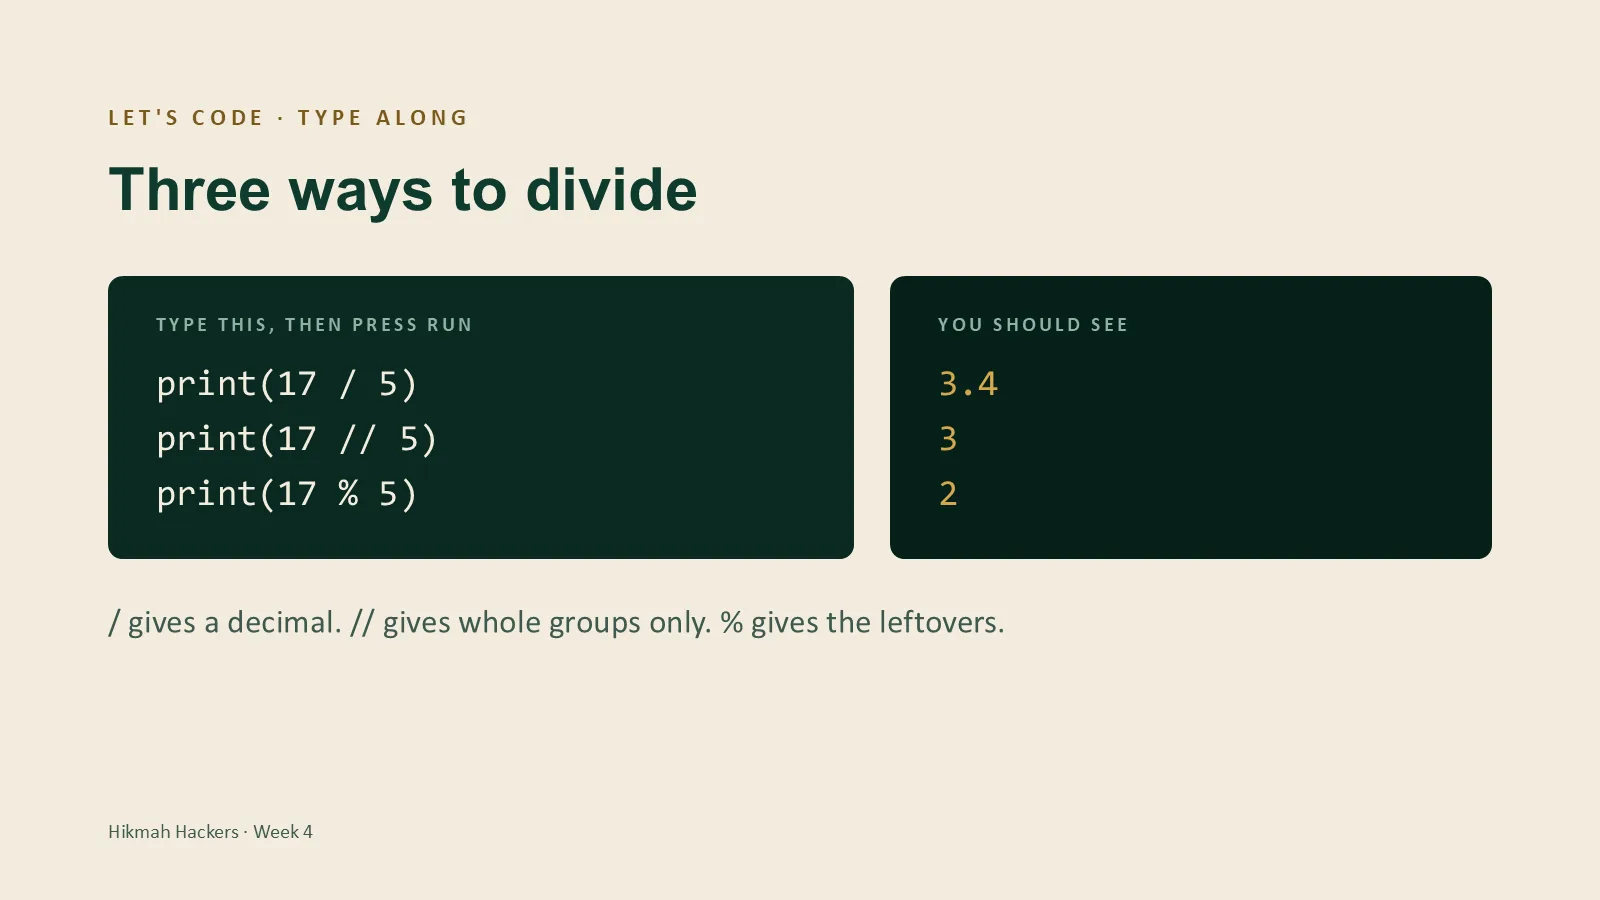 LET'S CODE · TYPE ALONG
Three ways to divide
TYPE THIS, THEN PRESS RUN
print(17 / 5)
print(17 // 5)
print(17 % 5)
YOU SHOULD SEE
3.4
3
2
/ gives a decimal. // gives whole groups only. % gives the leftovers.
Hikmah Hackers · Week 4